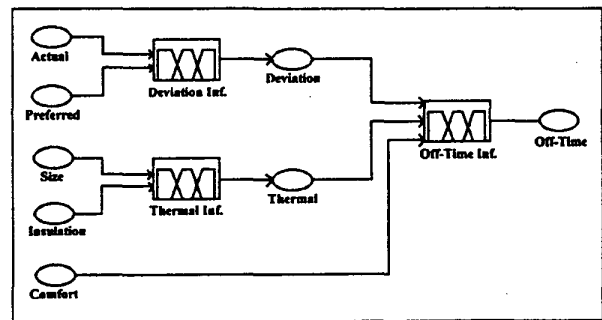 Actual
Deviation Inf.
Deviation
Preferred
Off-Time Inf.
Off-Time
Size
Thermal Inf.
Thermal
Insulation
Comfort